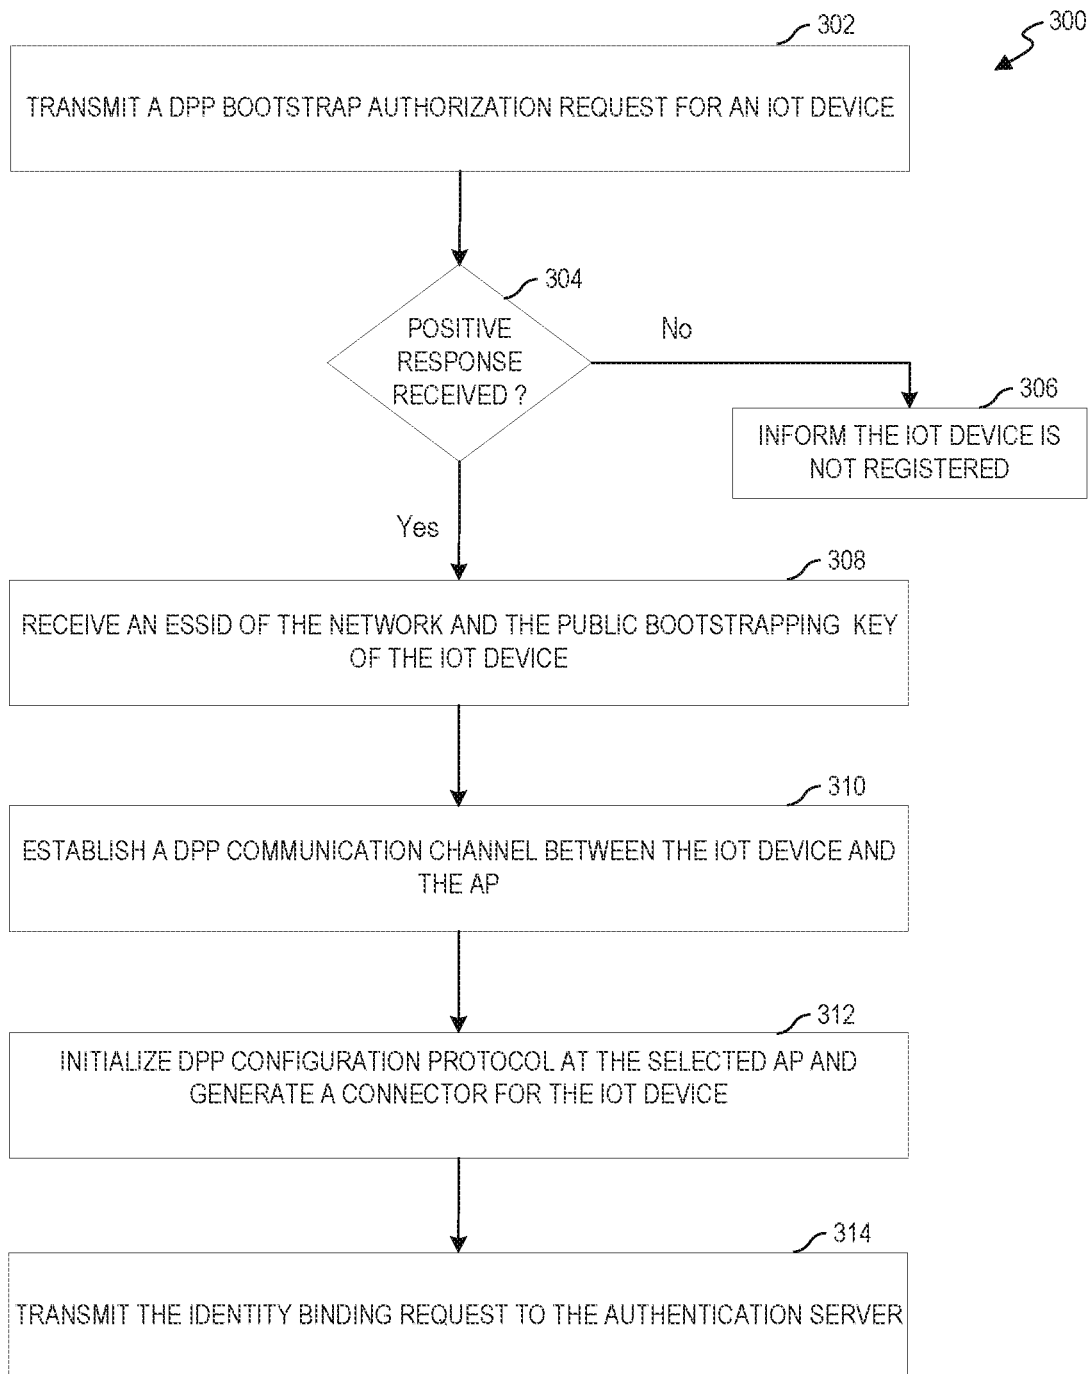 302
300
TRANSMIT A DPP BOOTSTRAP AUTHORIZATION REQUEST FOR AN IOT DEVICE
304
POSITIVE
RESPONSE
RECEIVED ?
No
306
INFORM THE IOT DEVICE IS
NOT REGISTERED
Yes
308
RECEIVE AN ESSID OF THE NETWORK AND THE PUBLIC BOOTSTRAPPING KEY
OF THE IOT DEVICE
310
ESTABLISH A DPP COMMUNICATION CHANNEL BETWEEN THE IOT DEVICE AND
THE AP
312
INITIALIZE DPP CONFIGURATION PROTOCOL AT THE SELECTED AP AND
GENERATE A CONNECTOR FOR THE IOT DEVICE
314
TRANSMIT THE IDENTITY BINDING REQUEST TO THE AUTHENTICATION SERVER